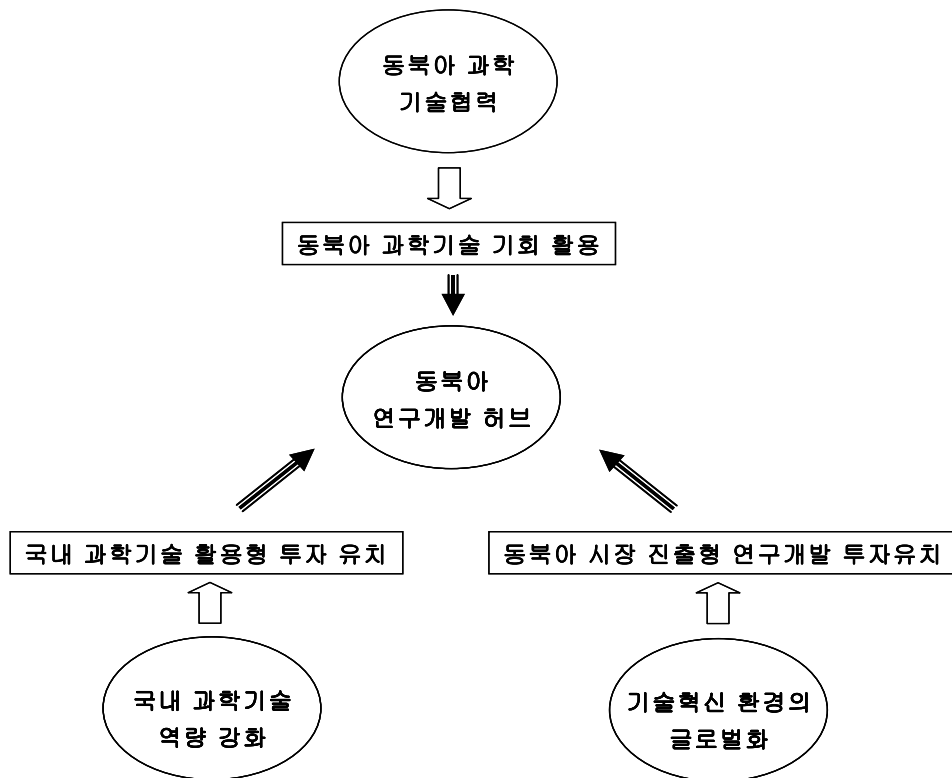 동북아 과학
기술협력
동북아 과학기술 기회 활용
동북아
연구개발 허브
국내 과학기술 활용형 투자 유치
동북아 시장 진출형 연구개발 투자유치
국내 과학기술
역량 강화
기술혁신 환경의
글로벌화